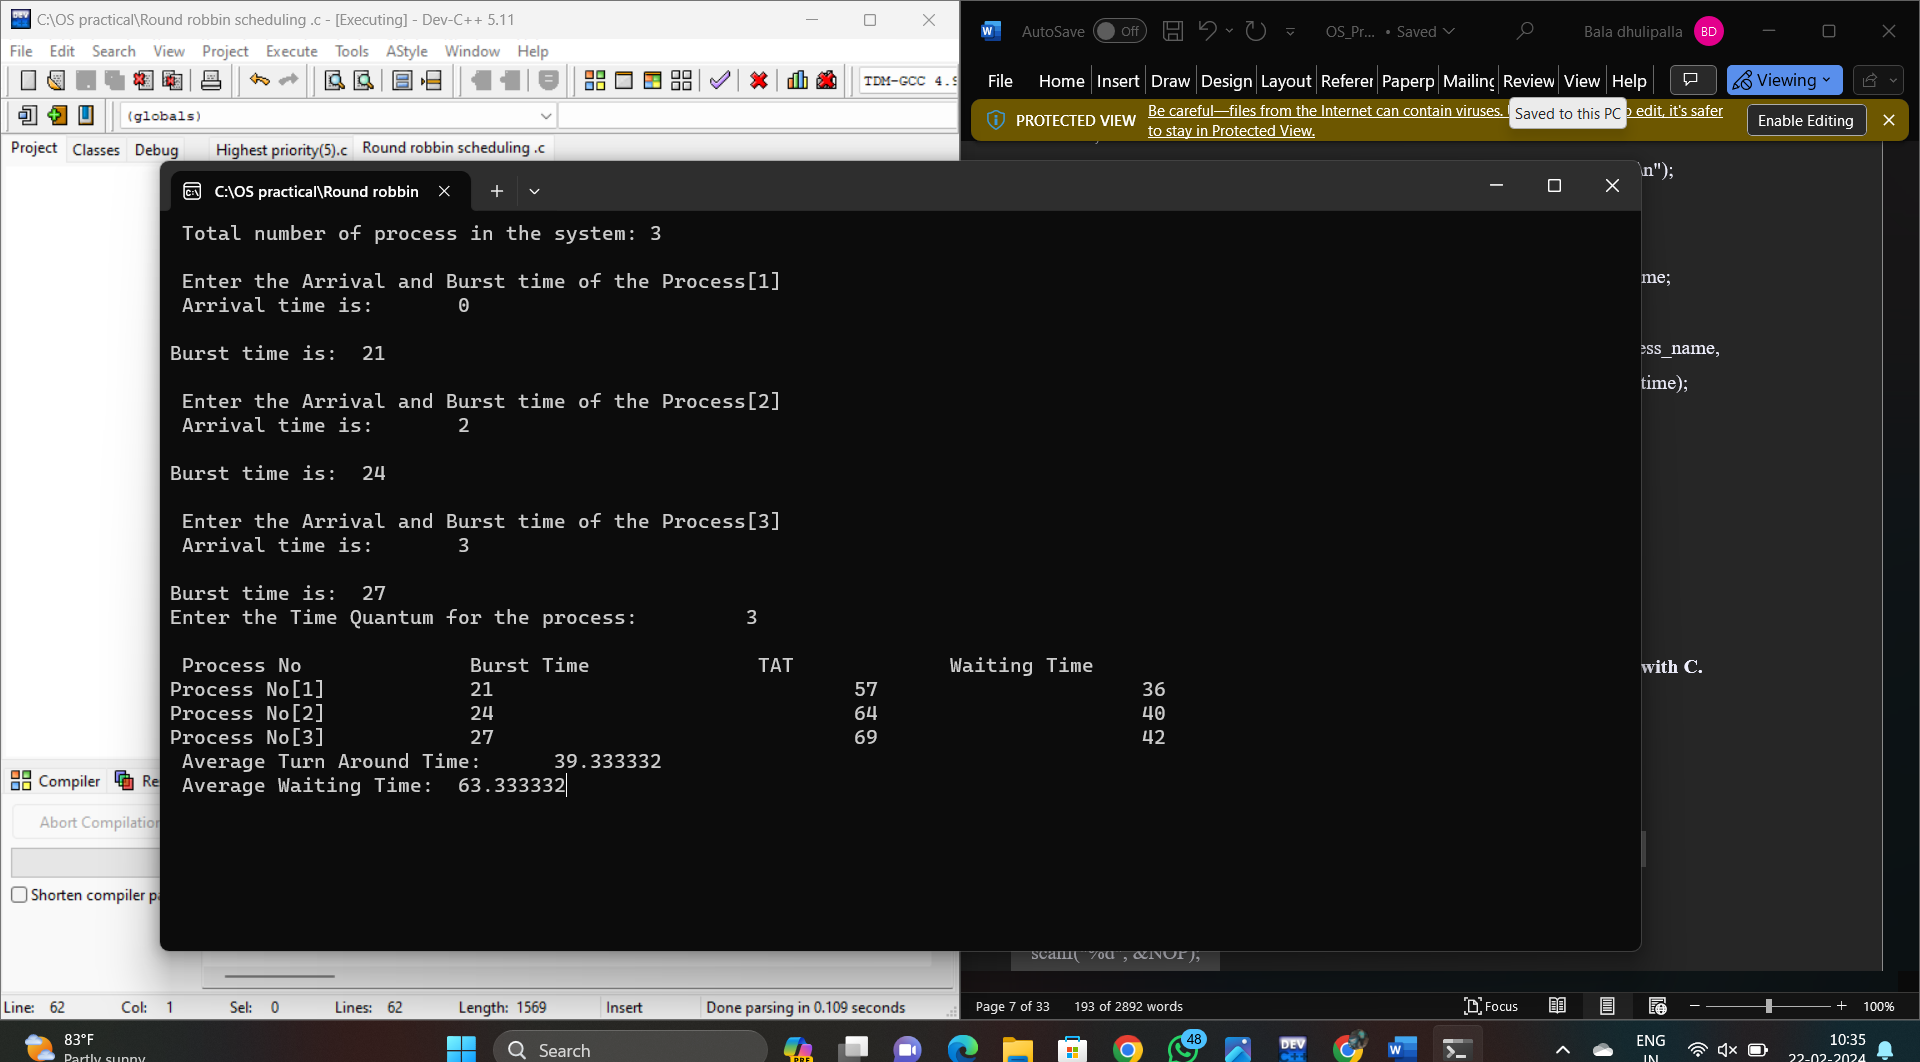 C:\OS practical\Round robbin scheduling .c - [Executing] - Dev-C++ 5.11
File Edit Search View Project Execute Tools AStyle Window Help
TDM-GCC 4.9
(globals)
Project Classes Debug Highest priority(5).c Round robbin scheduling .c
AutoSave Off OS_Pr... • Saved Bala dhulipalla BD
File Home Insert Draw Design Layout Referer Paperp Mailing Review View Help Viewing
PROTECTED VIEW Be careful—files from the Internet can contain viruses. o edit, it's safer to stay in Protected View. Enable Editing
Saved to this PC
C:\OS practical\Round robbin
Total number of process in the system: 3
Enter the Arrival and Burst time of the Process[1]
Arrival time is: 0
Burst time is: 21
Enter the Arrival and Burst time of the Process[2]
Arrival time is: 2
Burst time is: 24
Enter the Arrival and Burst time of the Process[3]
Arrival time is: 3
Burst time is: 27
Enter the Time Quantum for the process: 3
Process No Burst Time TAT Waiting Time
Process No[1] 21 57 36
Process No[2] 24 64 40
Process No[3] 27 69 42
Average Turn Around Time: 39.333332
Average Waiting Time: 63.333332
\n");
me;
ess_name,
time);
with C.
scanf("%d", &NOP);
Compiler Re
Abort Compilation
Shorten compiler pa
Line: 62 Col: 1 Sel: 0 Lines: 62 Length: 1569 Insert Done parsing in 0.109 seconds
Page 7 of 33 193 of 2892 words Focus 100%
83°F
Partly sunny
Search
PRE
48
DEV C++
ENG
IN
10:35
22-02-2024